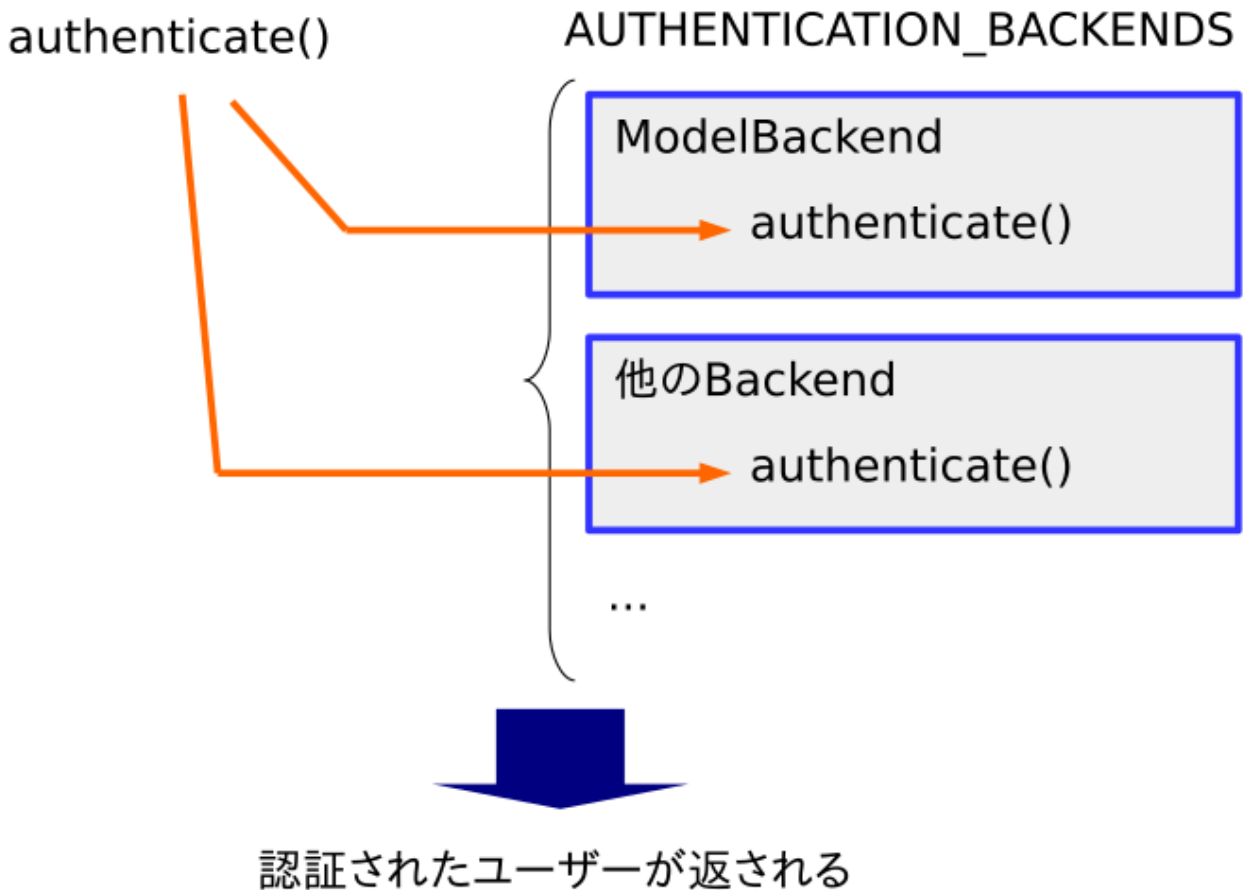 authenticate()
AUTHENTICATION_BACKENDS
ModelBackend
authenticate()
他のBackend
authenticate()
...
認証されたユーザーが返される